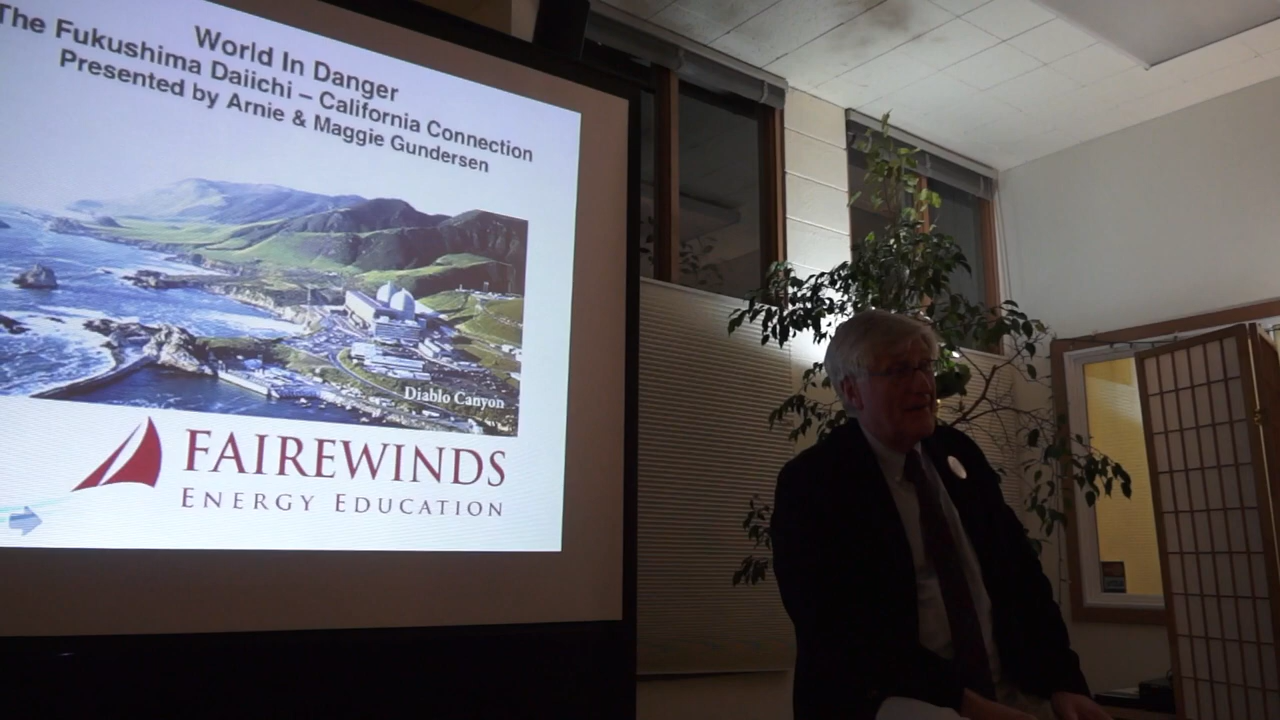 World In Danger
The Fukushima Daiichi – California Connection
Presented by Arnie & Maggie Gundersen
Diablo Canyon
FAIREWINDS
ENERGY EDUCATION